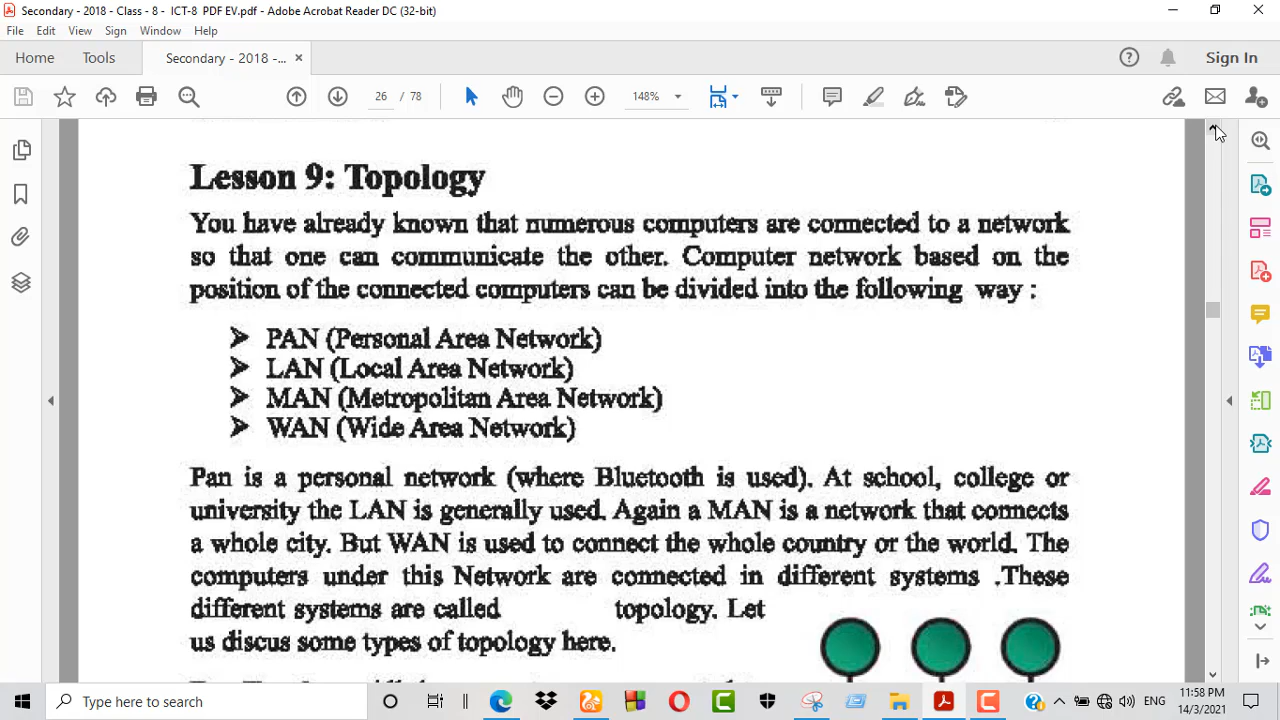 Secondary - 2018 - Class - 8 - ICT-8 PDF EV.pdf - Adobe Acrobat Reader DC (32-bit)
File Edit View Sign Window Help
Home Tools Secondary - 2018 -... × Sign In
26 / 78 148%
Lesson 9: Topology
You have already known that numerous computers are connected to a network
so that one can communicate the other. Computer network based on the
position of the connected computers can be divided into the following way :
➢ PAN (Personal Area Network)
➢ LAN (Local Area Network)
➢ MAN (Metropolitan Area Network)
➢ WAN (Wide Area Network)
Pan is a personal network (where Bluetooth is used). At school, college or
university the LAN is generally used. Again a MAN is a network that connects
a whole city. But WAN is used to connect the whole country or the world. The
computers under this Network are connected in different systems .These
different systems are called topology. Let
us discus some types of topology here.
Type here to search
ENG
11:58 PM
14/3/2021